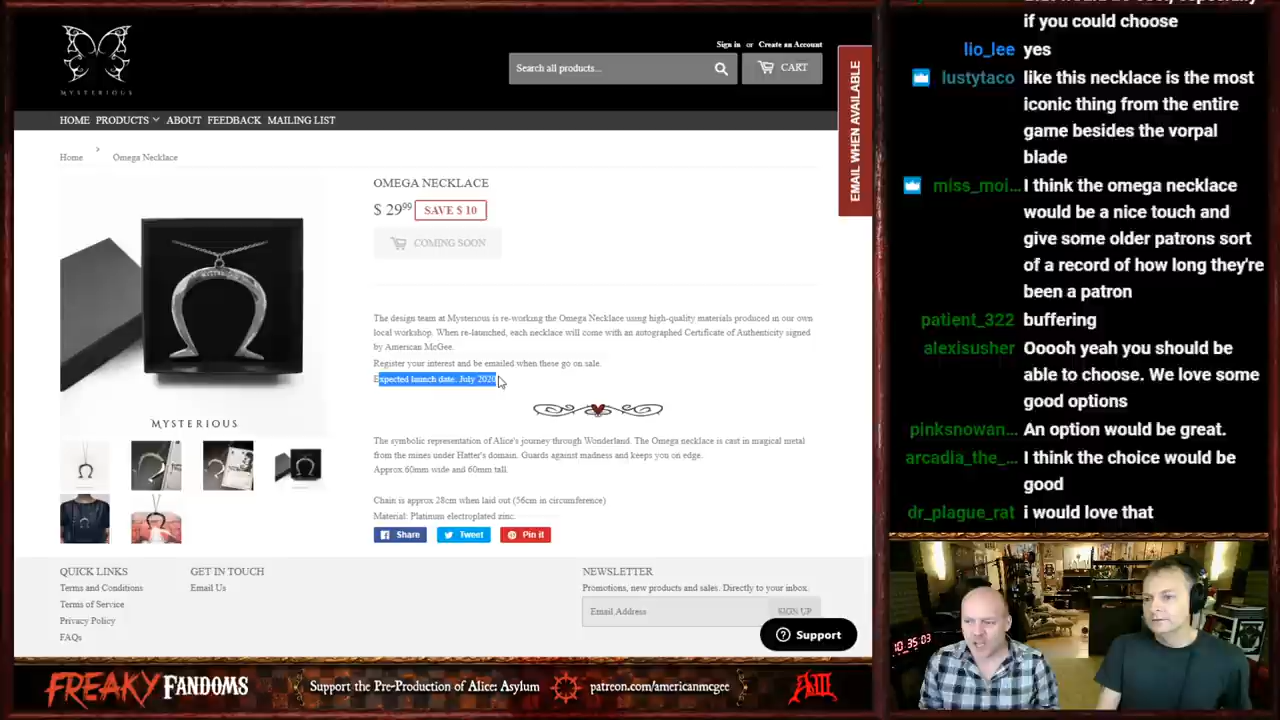 MYSTERIOUS
Sign in or Create an Account
Search all products...
CART
HOME PRODUCTS ABOUT FEEDBACK MAILING LIST
EMAIL WHEN AVAILABLE
Home › Omega Necklace
OMEGA NECKLACE
$ 29.99 SAVE $ 10
COMING SOON
The design team at Mysterious is re-working the Omega Necklace using high-quality materials produced in our own
local workshop. When re-launched, each necklace will come with an autographed Certificate of Authenticity signed
by American McGee.
Register your interest and be emailed when these go on sale.
Expected launch date: July 2020
MYSTERIOUS
The symbolic representation of Alice's journey through Wonderland. The Omega necklace is cast in magical metal
from the mines under Hatter's domain. Guards against madness and keeps you on edge.
Approx 60mm wide and 60mm tall.
Chain is approx 28cm when laid out (56cm in circumference)
Material: Platinum electroplated zinc.
Share Tweet Pin it
QUICK LINKS
Terms and Conditions
Terms of Service
Privacy Policy
FAQs
GET IN TOUCH
Email Us
NEWSLETTER
Promotions, new products and sales. Directly to your inbox.
Email Address SIGN UP
Support
FREAKY FANDOMS
Support the Pre-Production of Alice: Asylum
patreon.com/americanmcgee
if you could choose
lio_lee yes
lustytaco like this necklace is the most
iconic thing from the entire
game besides the vorpal
blade
miss_moi... I think the omega necklace
would be a nice touch and
give some older patrons sort
of a record of how long they're
been a patron
patient_322 buffering
alexisusher Ooooh yeah you should be
able to choose. We love some
good options
pinksnowan... An option would be great.
arcadia_the_... I think the choice would be
good
dr_plague_rat i would love that
10:35:03